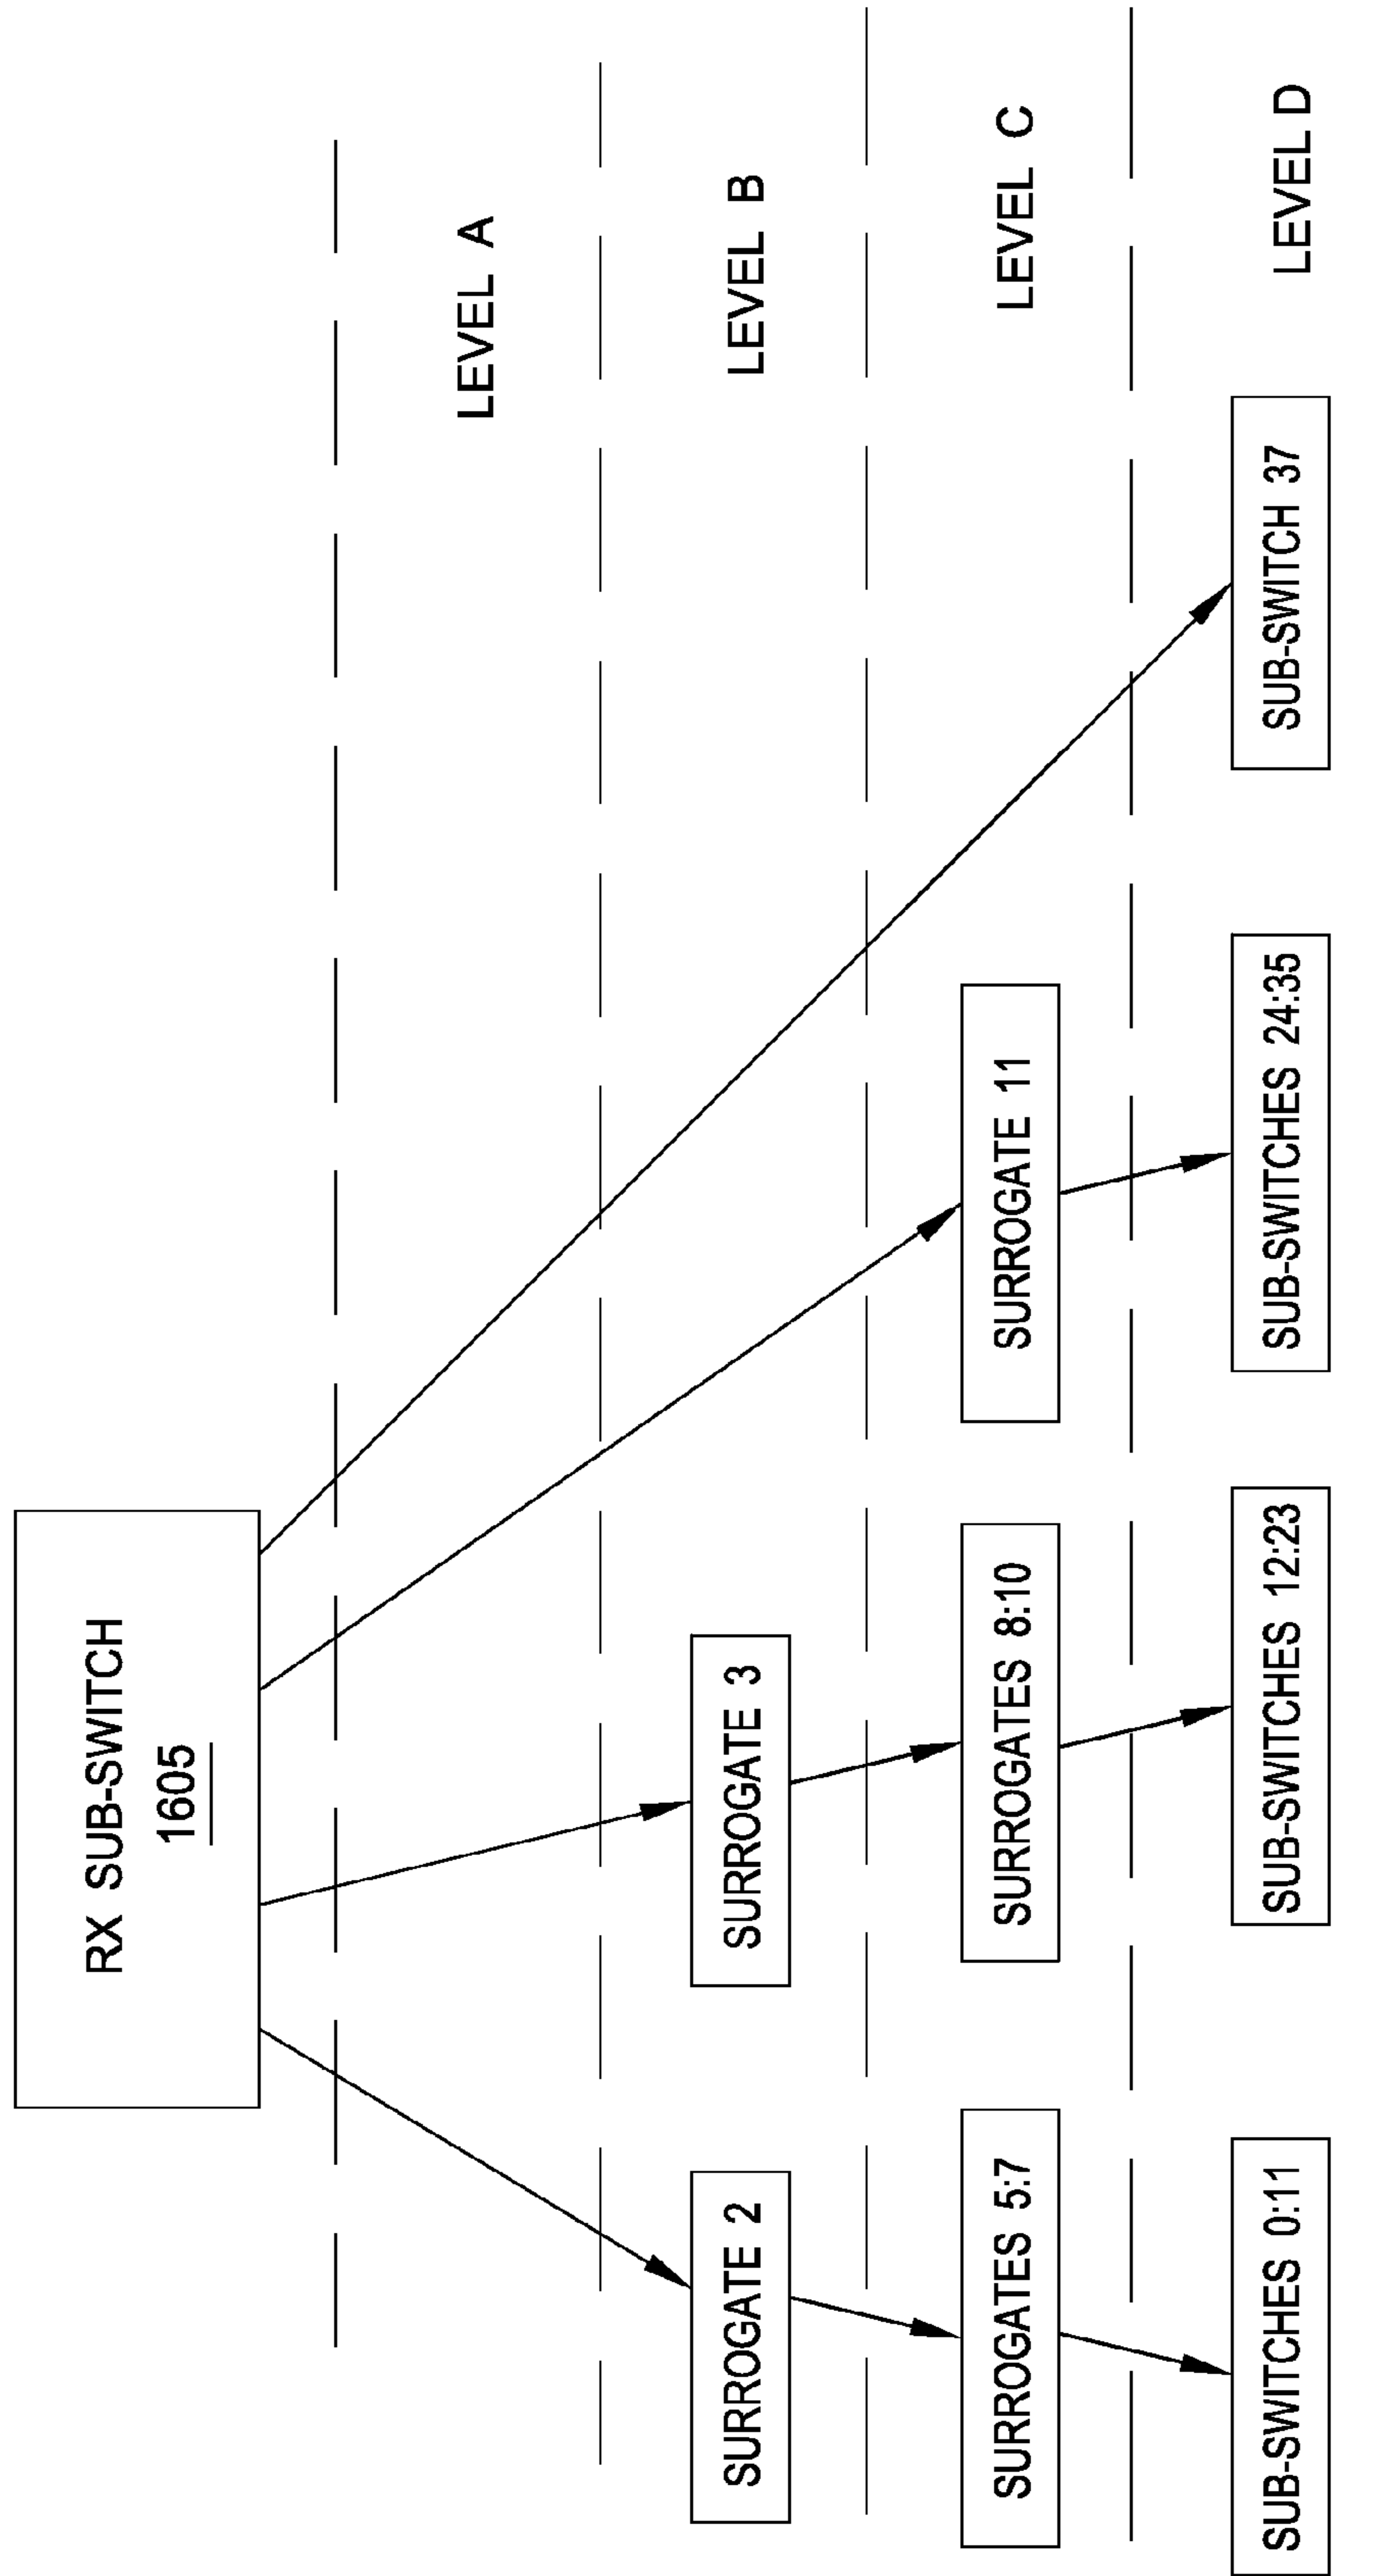 RX SUB-SWITCH
1605
LEVEL A
SURROGATE 2
SURROGATE 3
LEVEL B
SURROGATES 5:7
SURROGATES 8:10
SURROGATE 11
LEVEL C
SUB-SWITCHES 0:11
SUB-SWITCHES 12:23
SUB-SWITCHES 24:35
SUB-SWITCH 37
LEVEL D